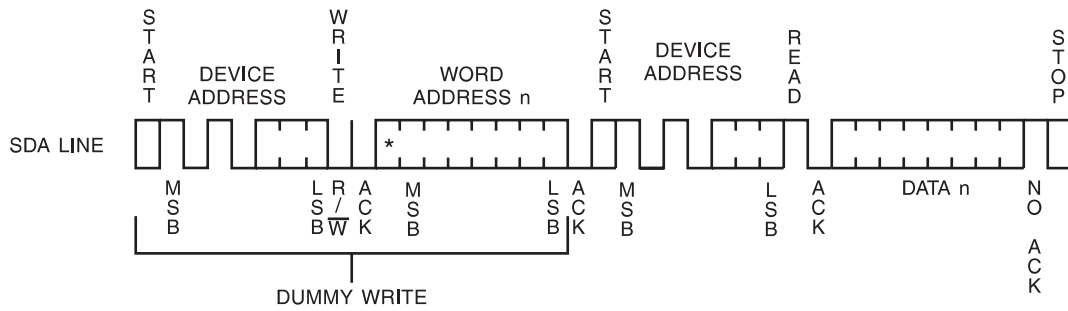 START
DEVICE
ADDRESS
WRITE
WORD
ADDRESS n
START
DEVICE
ADDRESS
READ
STOP
SDA LINE
*
MSB
LSB
R/W
ACK
MSB
LSB
ACK
MSB
LSB
ACK
DATA n
NO ACK
DUMMY WRITE